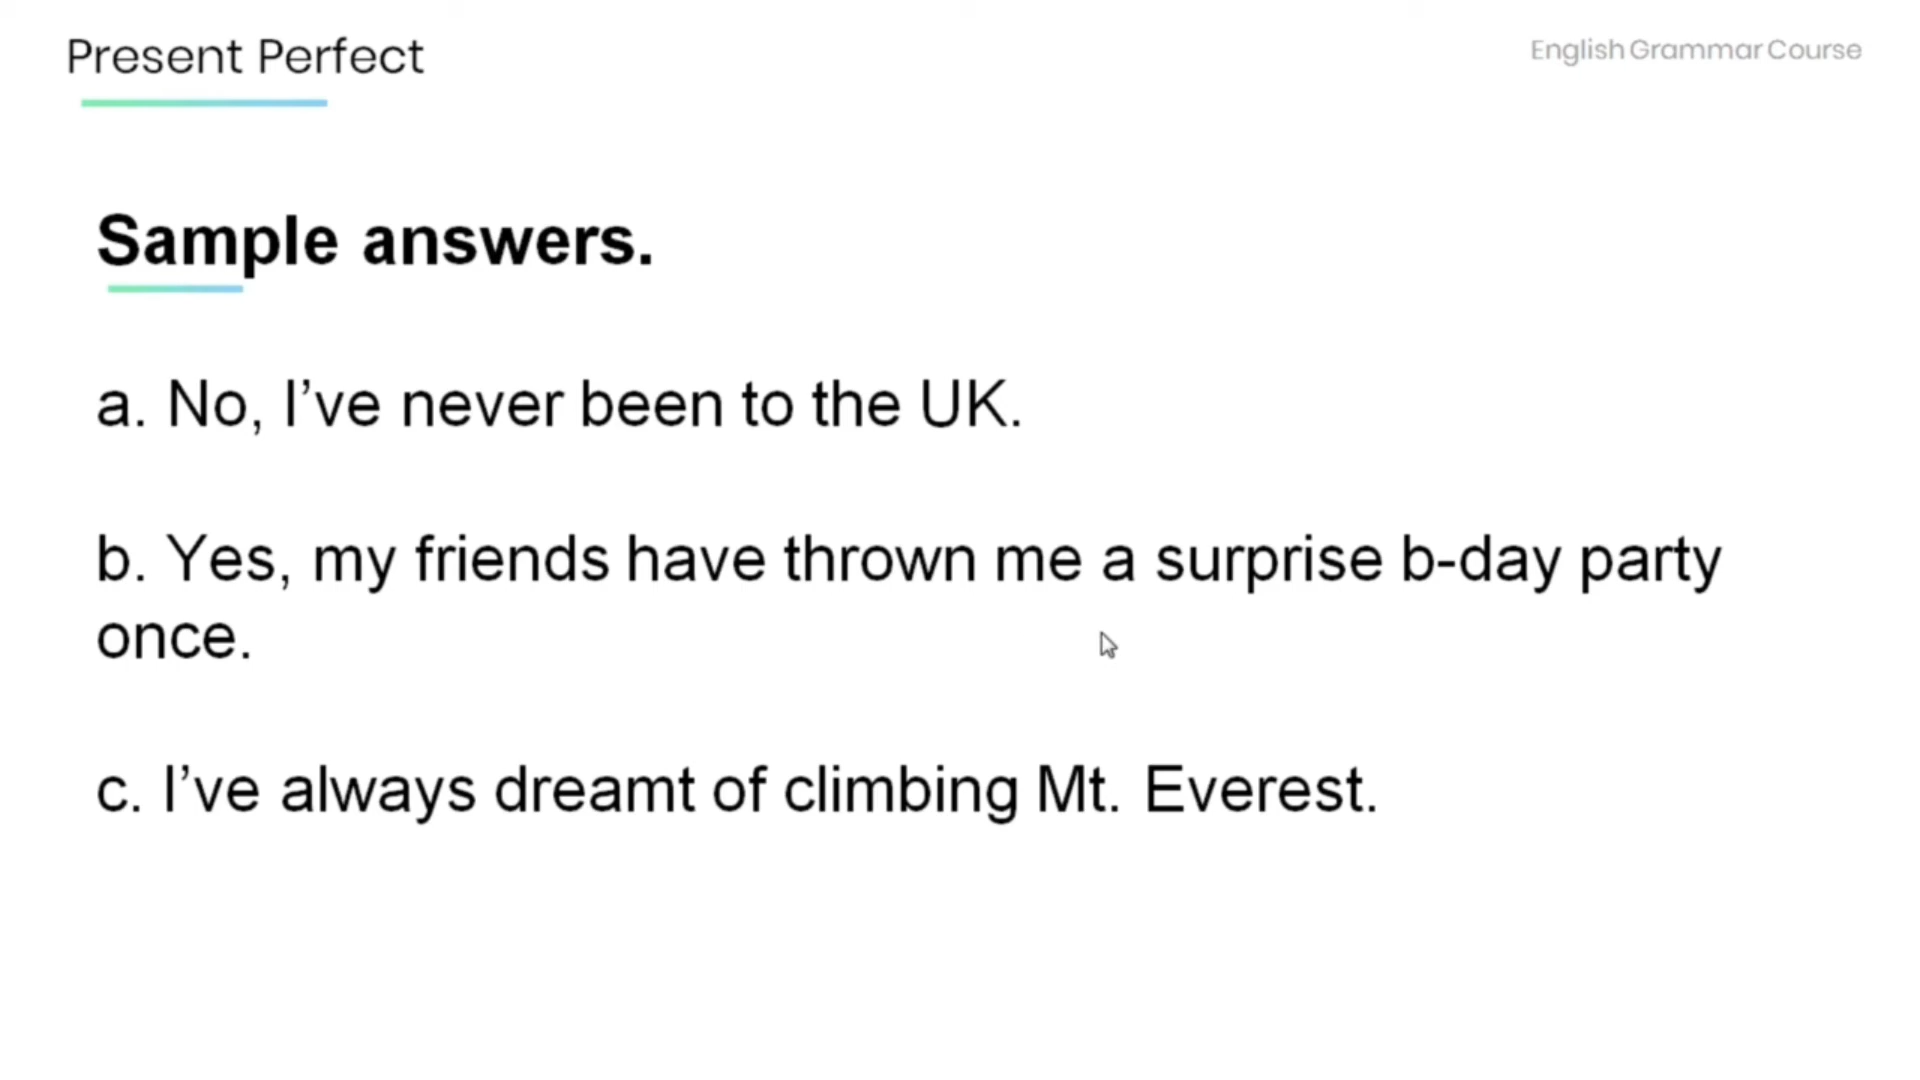 Present Perfect
English Grammar Course
Sample answers.
a. No, I’ve never been to the UK.
b. Yes, my friends have thrown me a surprise b-day party
once.
c. I’ve always dreamt of climbing Mt. Everest.